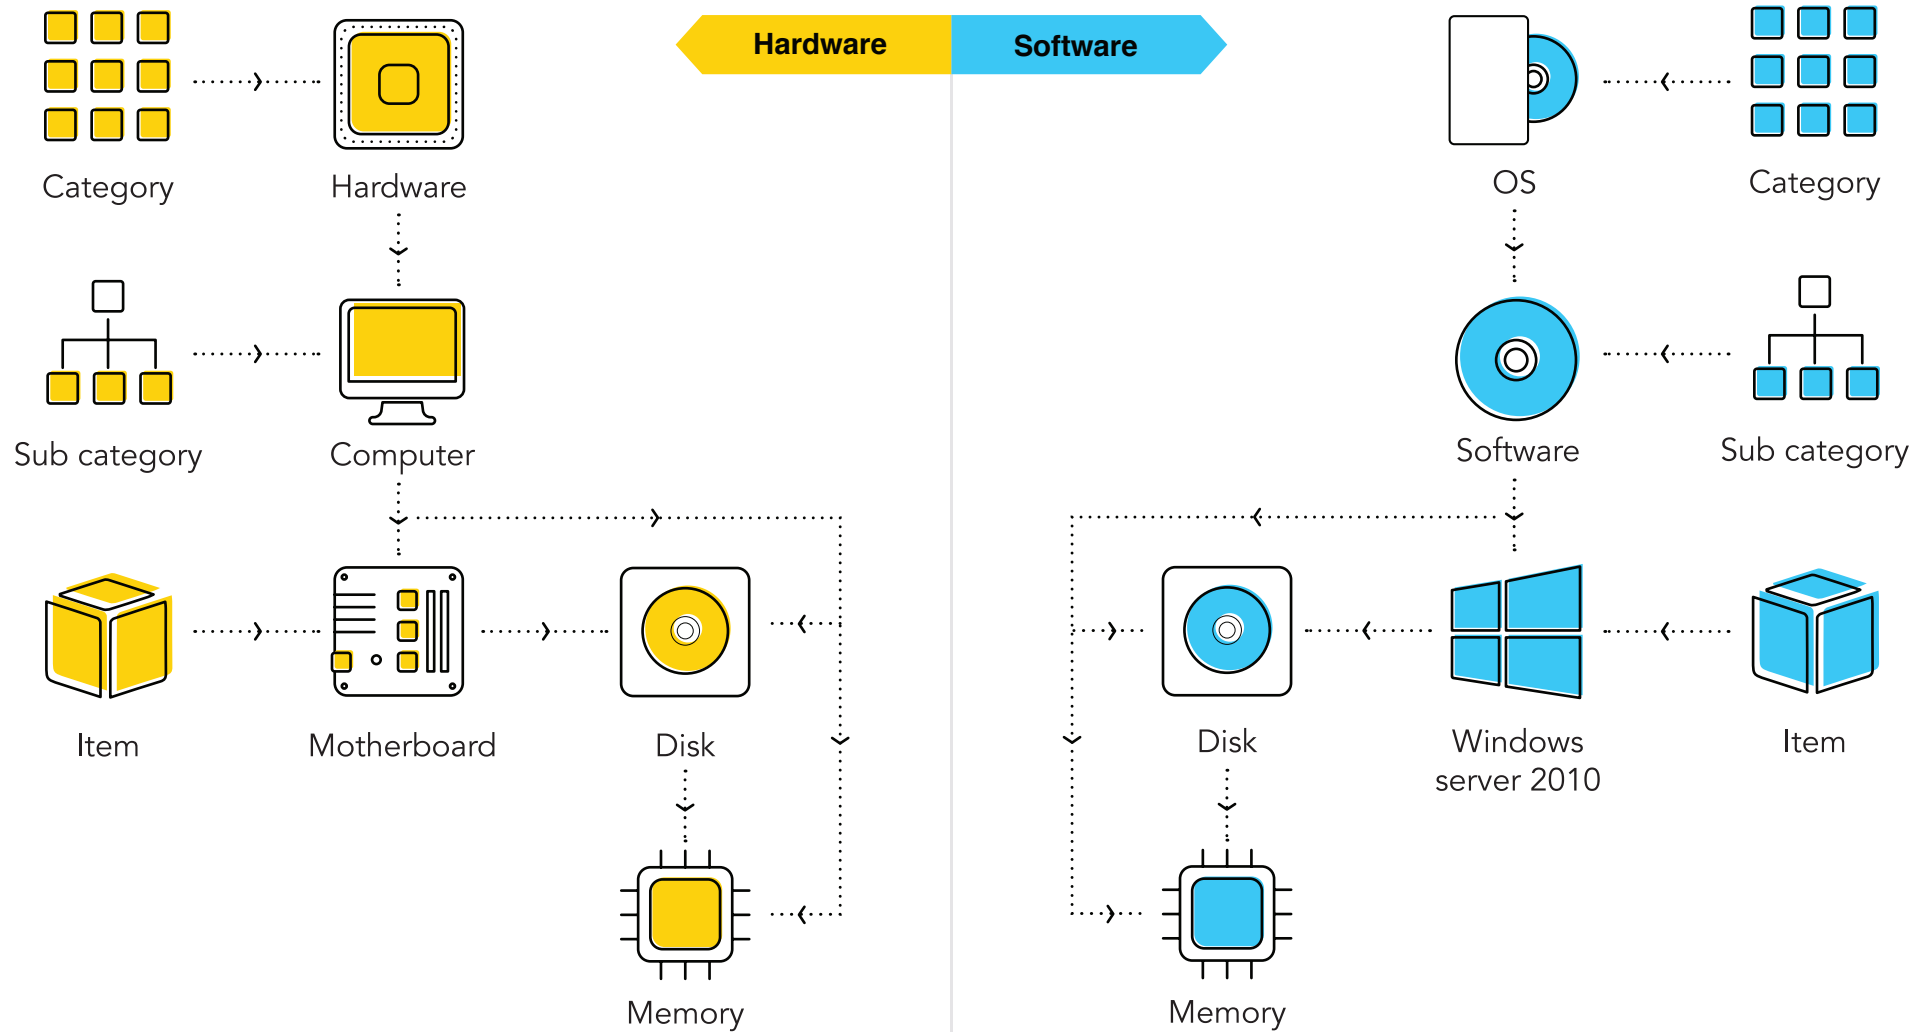 Hardware
Software
Category
Hardware
OS
Category
Sub category
Computer
Software
Sub category
Item
Motherboard
Disk
Disk
Windows
server 2010
Item
Memory
Memory